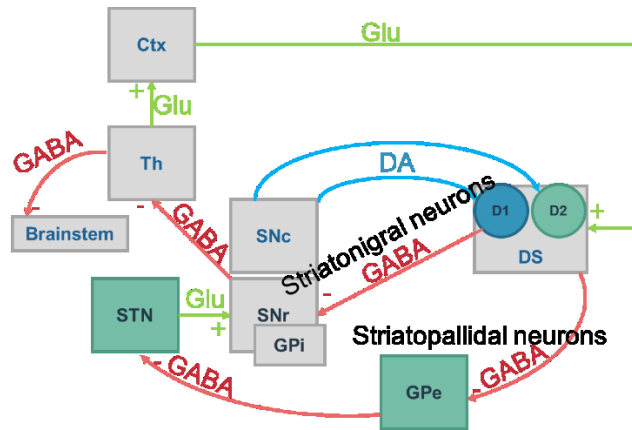 Ctx
Glu
+
Glu
GABA
Th
-
Brainstem
-
GABA
DA
SNc
Striatonigral neurons
GABA
-
D1
D2
+
DS
STN
Glu
+
SNr
GPi
Striatopallidal neurons
-GABA
GPe
-GABA